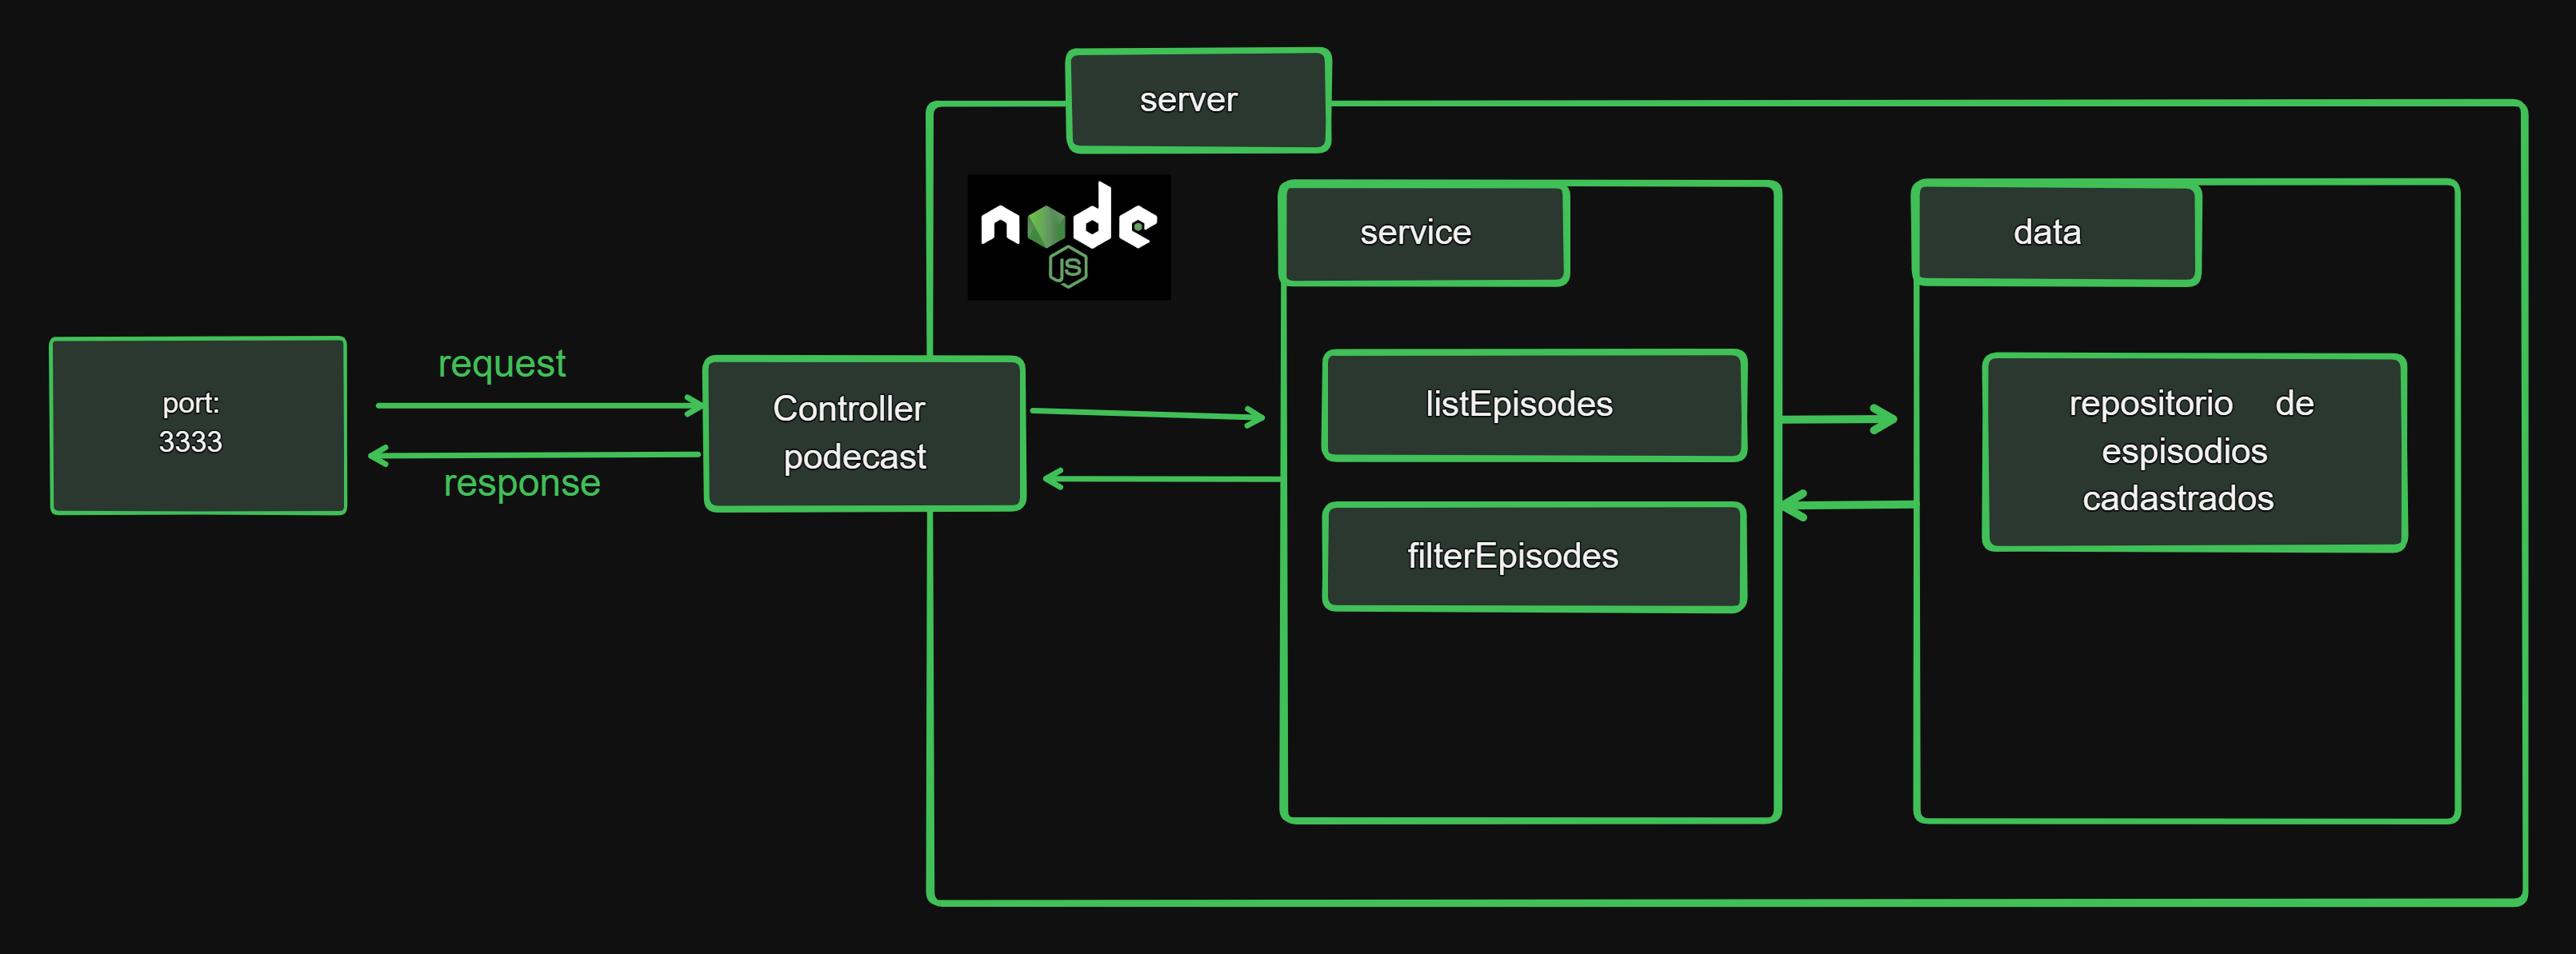 server
node
JS
service
data
port:
3333
request
response
Controller
podecast
listEpisodes
filterEpisodes
repositorio de
espisodios
cadastrados